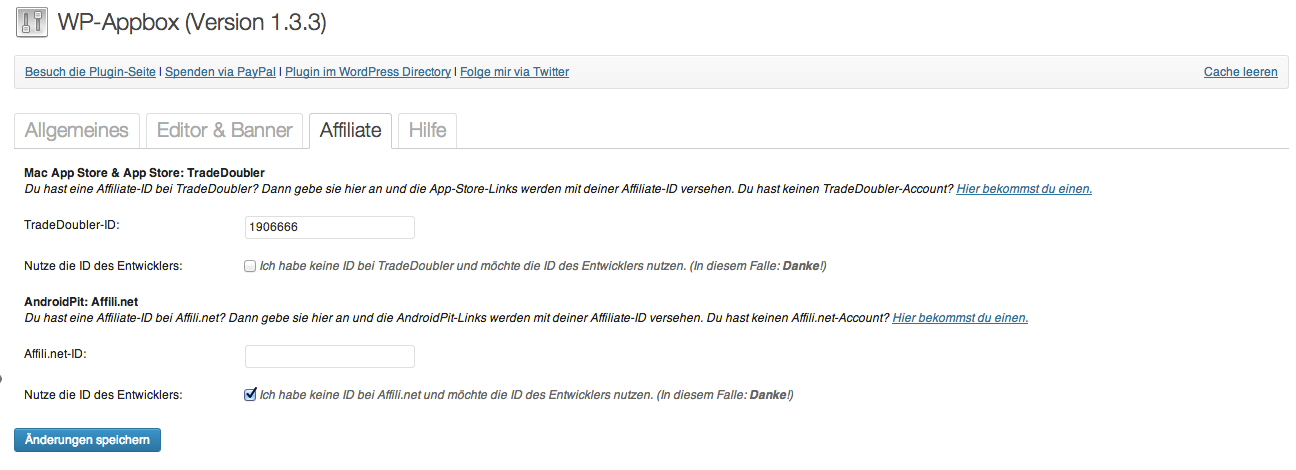 WP-Appbox (Version 1.3.3)
Besuch die Plugin-Seite | Spenden via PayPal | Plugin im WordPress Directory | Folge mir via Twitter Cache leeren
Allgemeines Editor & Banner Affiliate Hilfe
Mac App Store & App Store: TradeDoubler
Du hast eine Affiliate-ID bei TradeDoubler? Dann gebe sie hier an und die App-Store-Links werden mit deiner Affiliate-ID versehen. Du hast keinen TradeDoubler-Account? Hier bekommst du einen.
TradeDoubler-ID: 1906666
Nutze die ID des Entwicklers: Ich habe keine ID bei TradeDoubler und möchte die ID des Entwicklers nutzen. (In diesem Falle: Danke!)
AndroidPit: Affili.net
Du hast eine Affiliate-ID bei Affili.net? Dann gebe sie hier an und die AndroidPit-Links werden mit deiner Affiliate-ID versehen. Du hast keinen Affili.net-Account? Hier bekommst du einen.
Affili.net-ID:
Nutze die ID des Entwicklers: Ich habe keine ID bei Affili.net und möchte die ID des Entwicklers nutzen. (In diesem Falle: Danke!)
Änderungen speichern